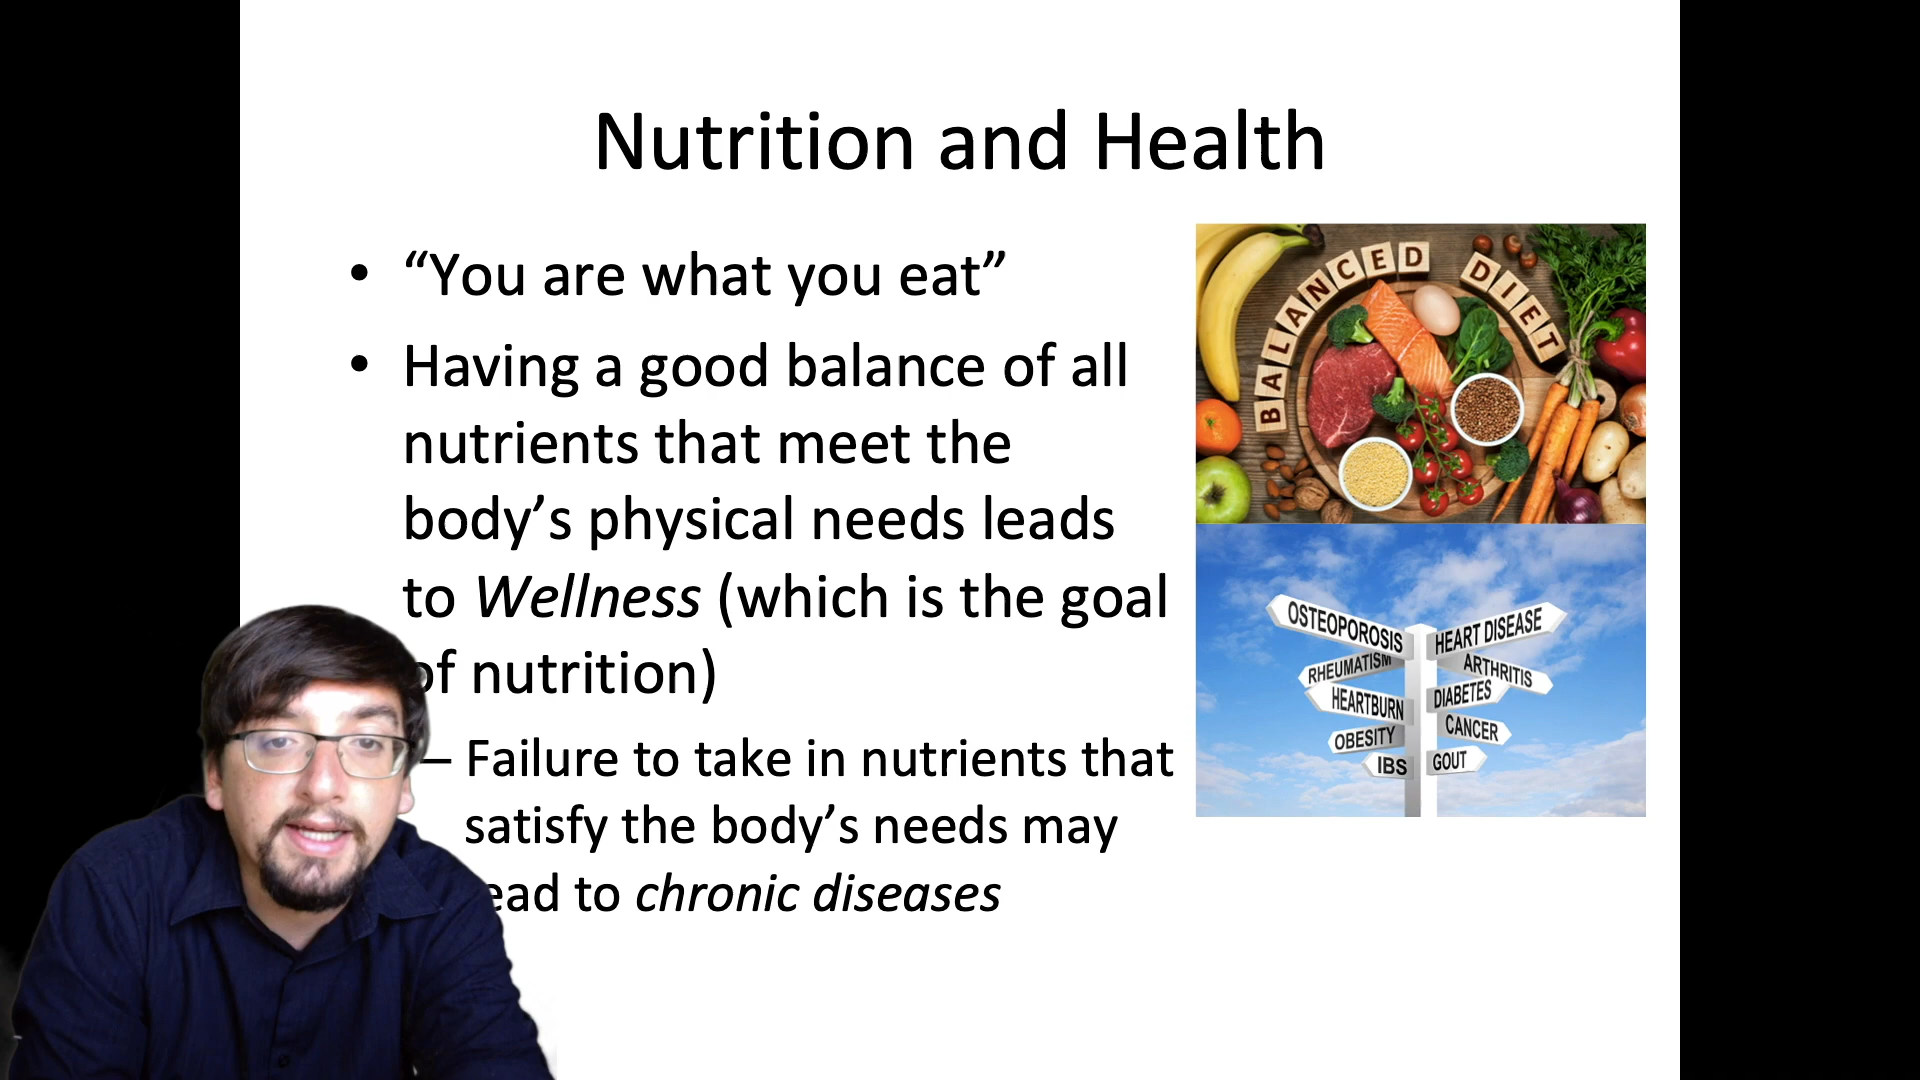 Nutrition and Health
• “You are what you eat”
• Having a good balance of all
nutrients that meet the
body’s physical needs leads
to Wellness (which is the goal
of nutrition)
– Failure to take in nutrients that
satisfy the body’s needs may
ead to chronic diseases
BALANCED DIET
OSTEOPOROSIS
HEART DISEASE
RHEUMATISM
ARTHRITIS
HEARTBURN
DIABETES
OBESITY
CANCER
IBS
GOUT